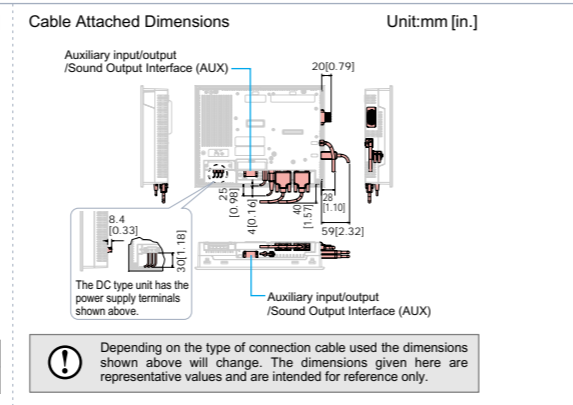 Cable Attached Dimensions
Unit:mm [in.]
Auxiliary input/output
/Sound Output Interface (AUX)
20[0.79]
25
[0.98]
4[0.16]
40
[1.57]
28
[1.10]
59[2.32]
8.4
[0.33]
30[1.18]
The DC type unit has the
power supply terminals
shown above.
Auxiliary input/output
/Sound Output Interface (AUX)
Depending on the type of connection cable used the dimensions
shown above will change. The dimensions given here are
representative values and are intended for reference only.